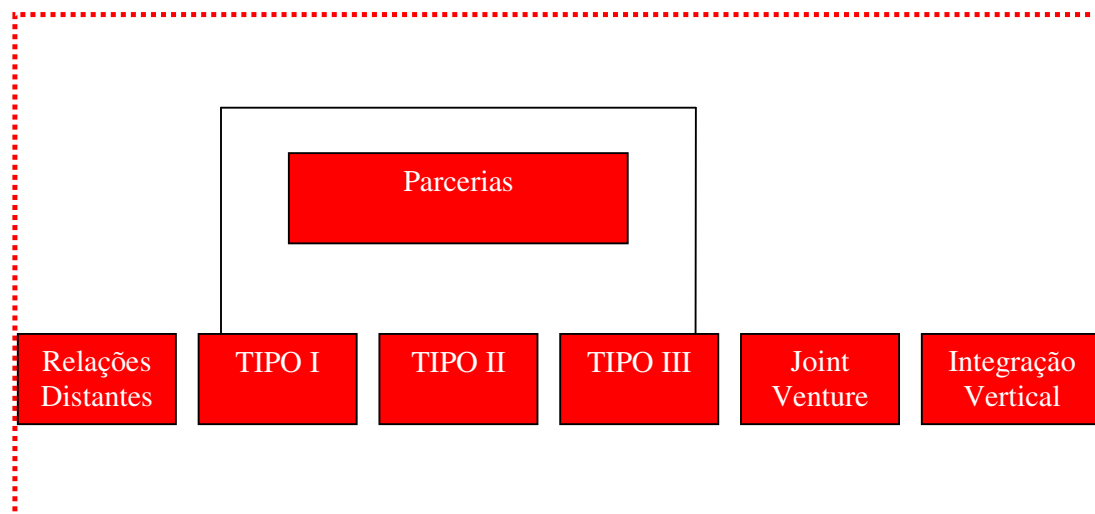 Parcerias
Relações
Distantes
TIPO I
TIPO II
TIPO III
Joint
Venture
Integração
Vertical